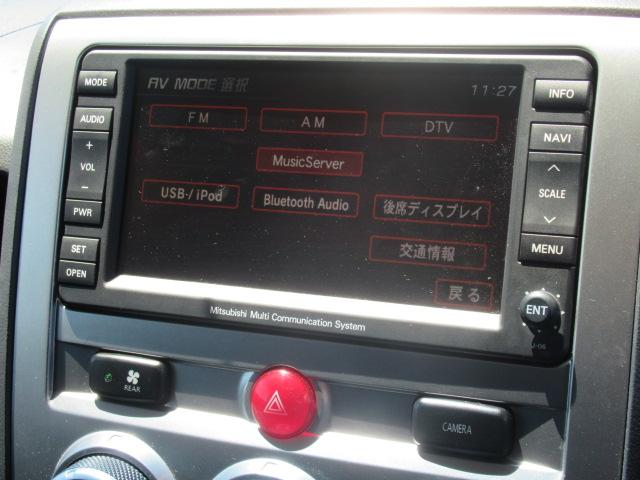 MODE
AUDIO
+
VOL
−
PWR
SET
OPEN
AV MODE 選択
11:27
FM
AM
DTV
MusicServer
USB/iPod
Bluetooth Audio
後席ディスプレイ
交通情報
戻る
INFO
NAVI
SCALE
MENU
ENT
J-06
Mitsubishi Multi Communication System
REAR
CAMERA